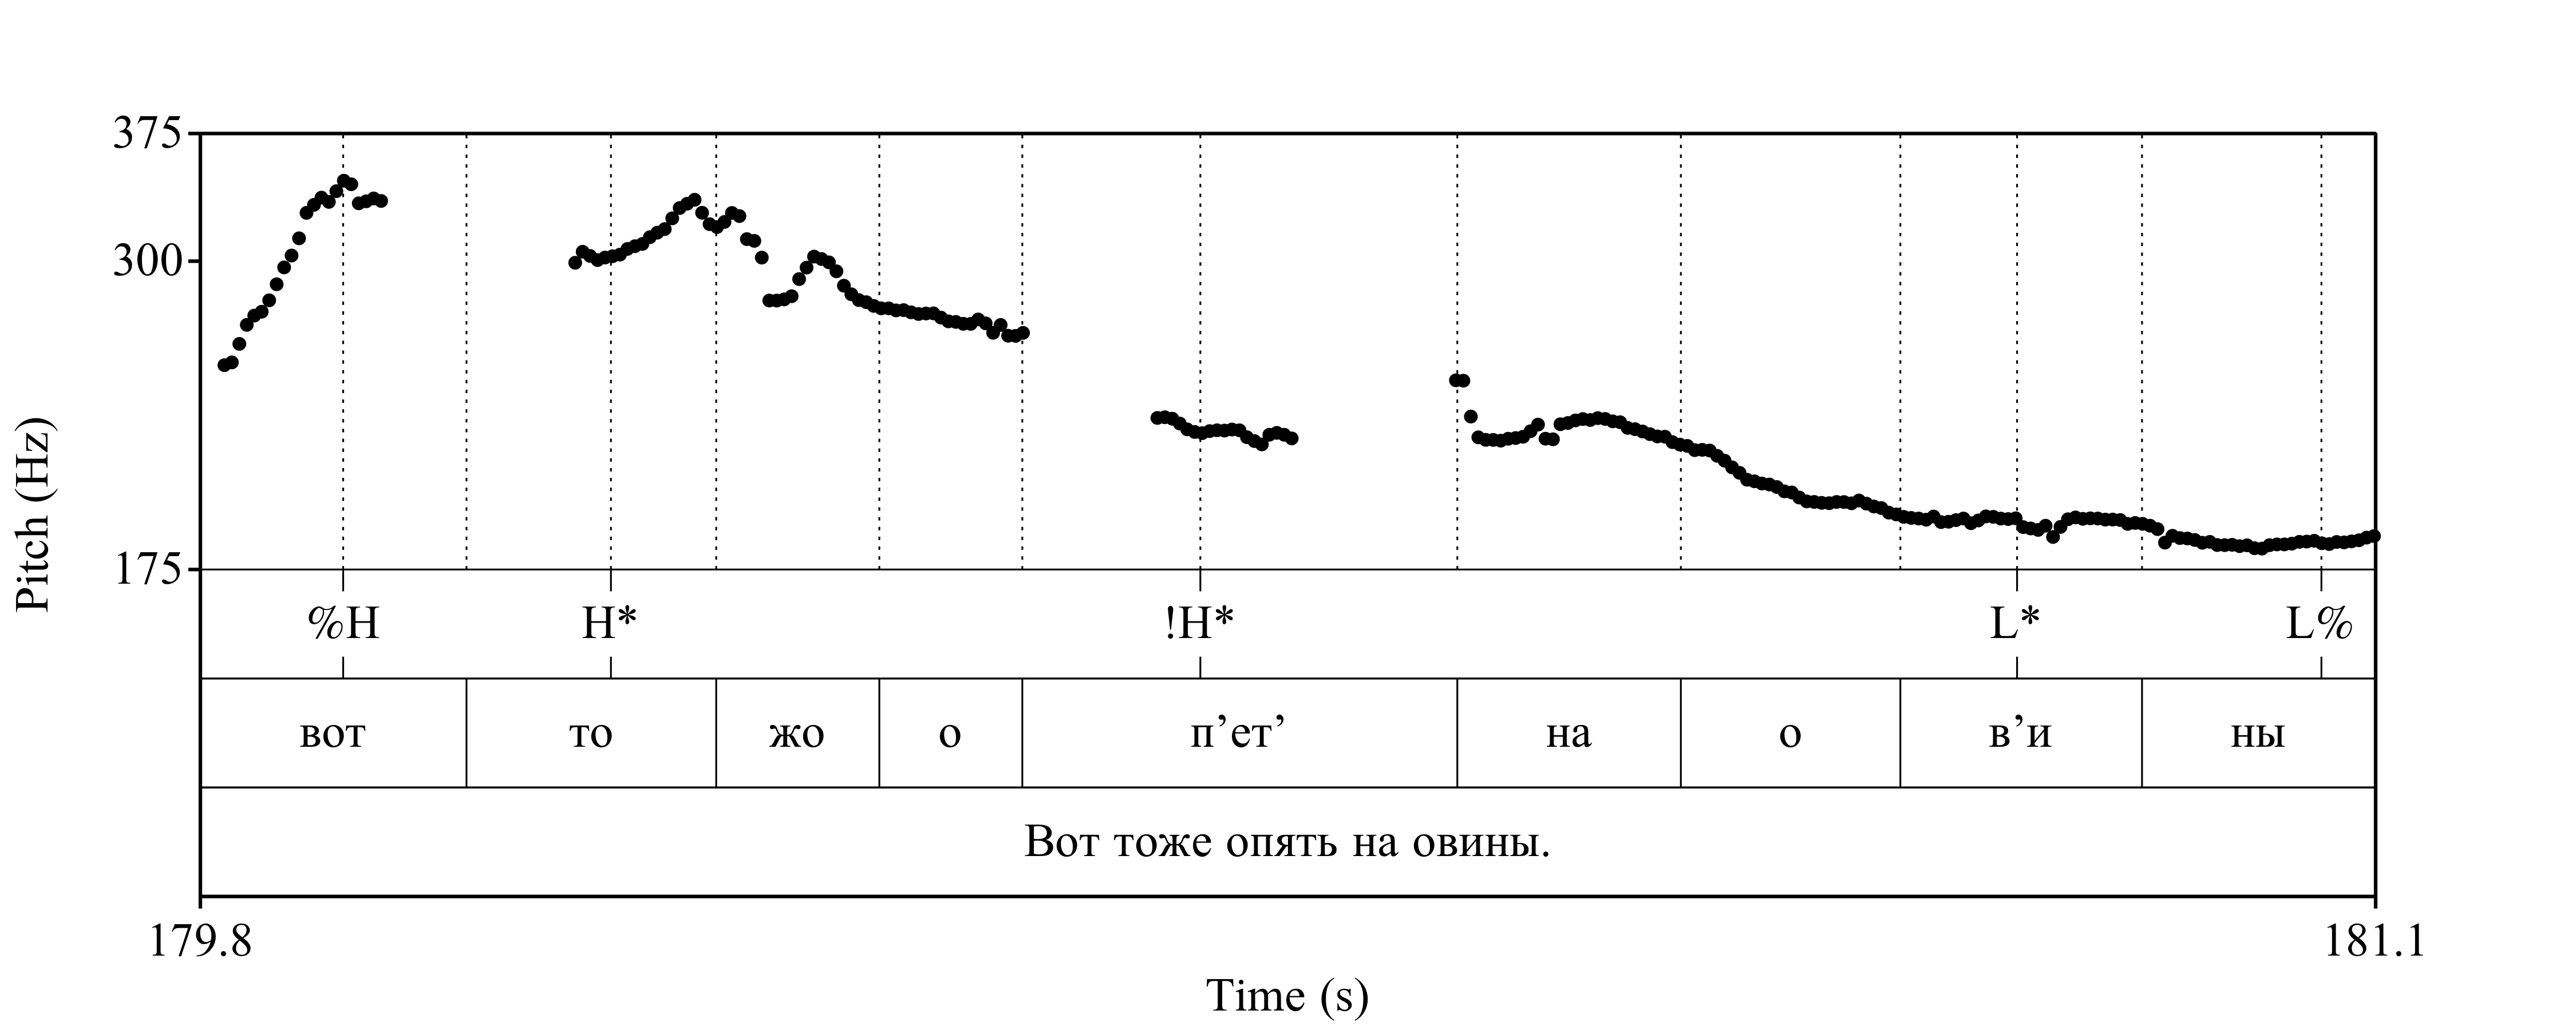 375
300
175
Pitch (Hz)
%H H* !H* L* L%
вот то жо о п’ет’ на о в’и ны
Вот тоже опять на овины.
179.8 181.1
Time (s)